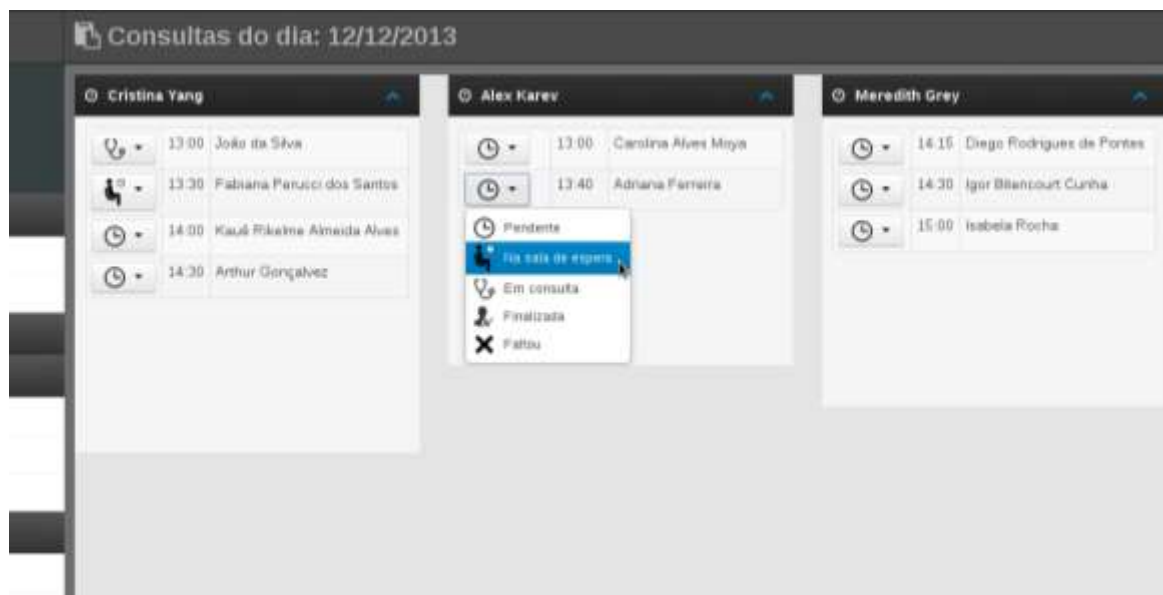 Consultas do dia: 12/12/2013
Cristina Yang
13:00 João da Silva
13:30 Fabiana Perucci dos Santos
14:00 Kauê Rikelme Almeida Alves
14:30 Arthur Gonçalvez
Alex Karev
13:00 Carolina Alves Moya
13:40 Adriana Ferreira
Pendente
Na sala de espera
Em consulta
Finalizada
Faltou
Meredith Grey
14:15 Diego Rodrigues de Pontes
14:30 Igor Bitencourt Cunha
15:00 Isabela Rocha